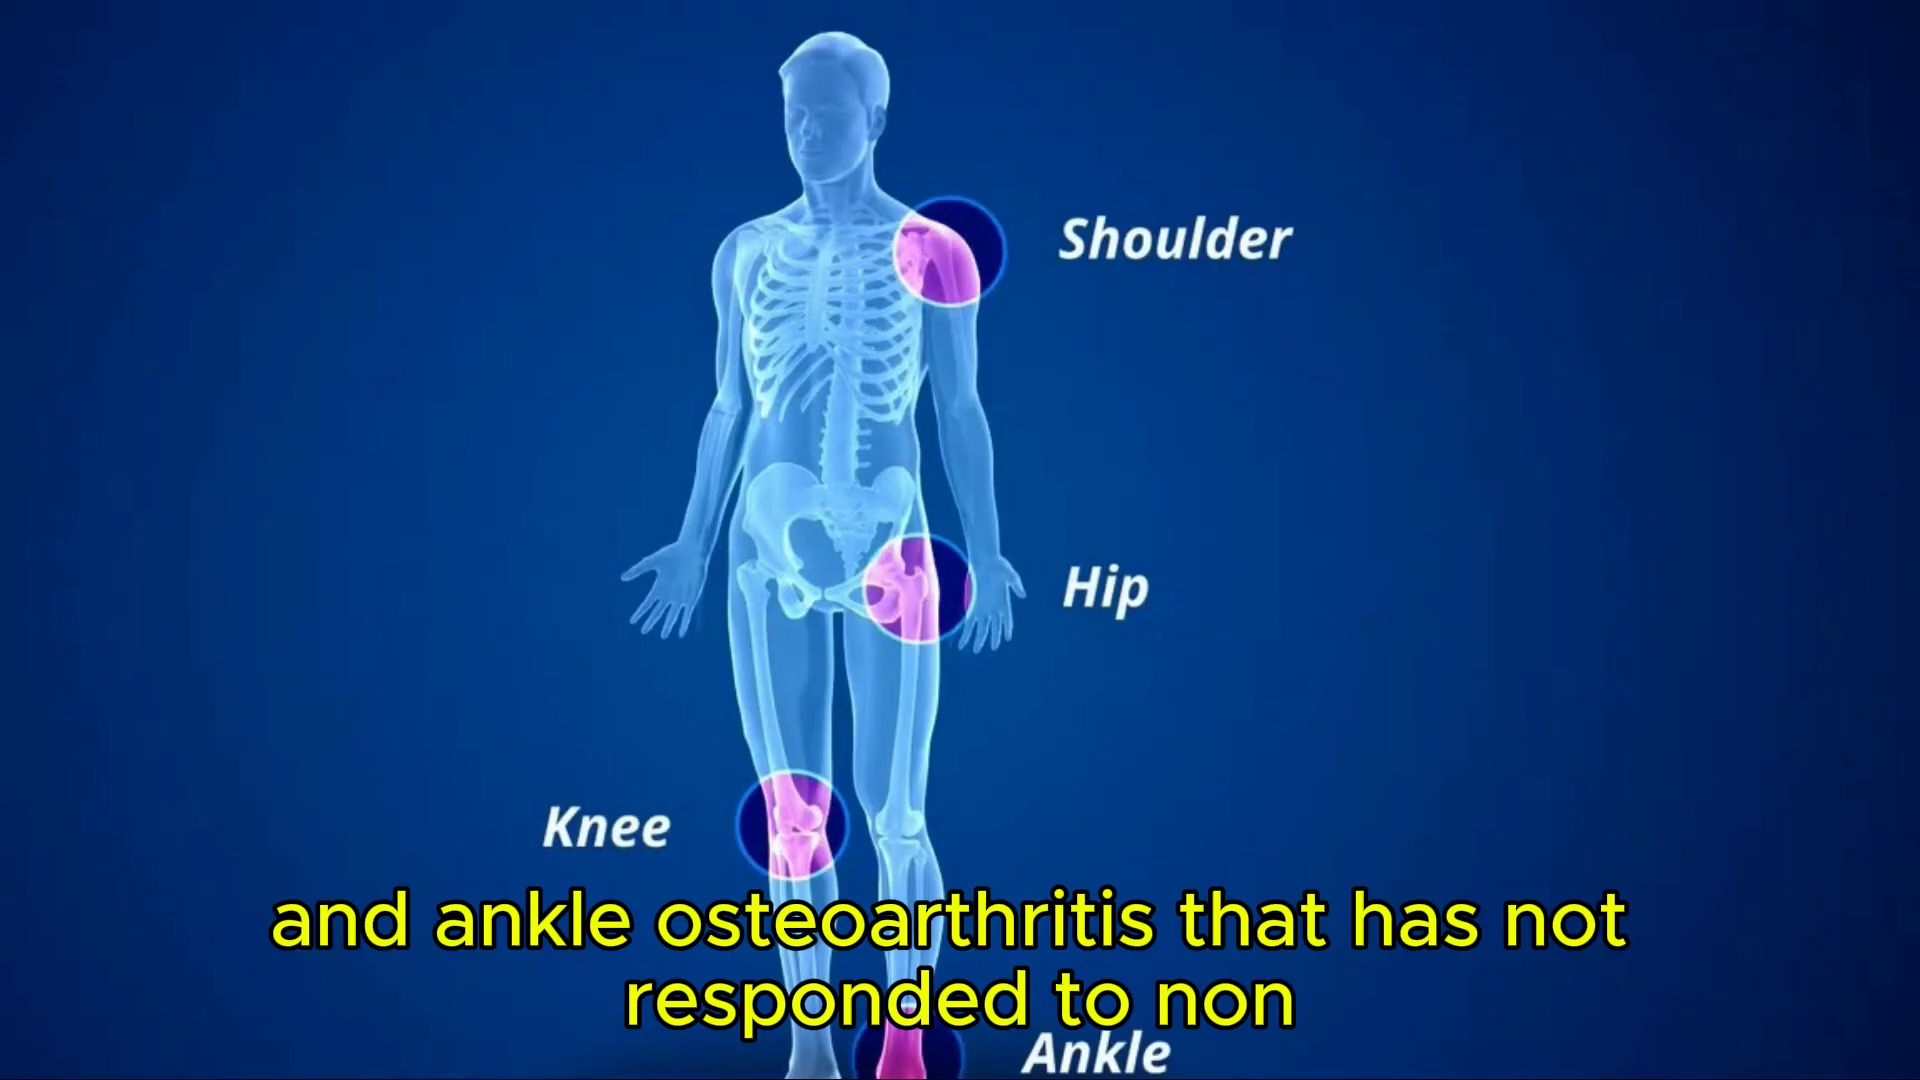 Shoulder
Hip
Knee
and ankle osteoarthritis that has not
responded to non
Ankle